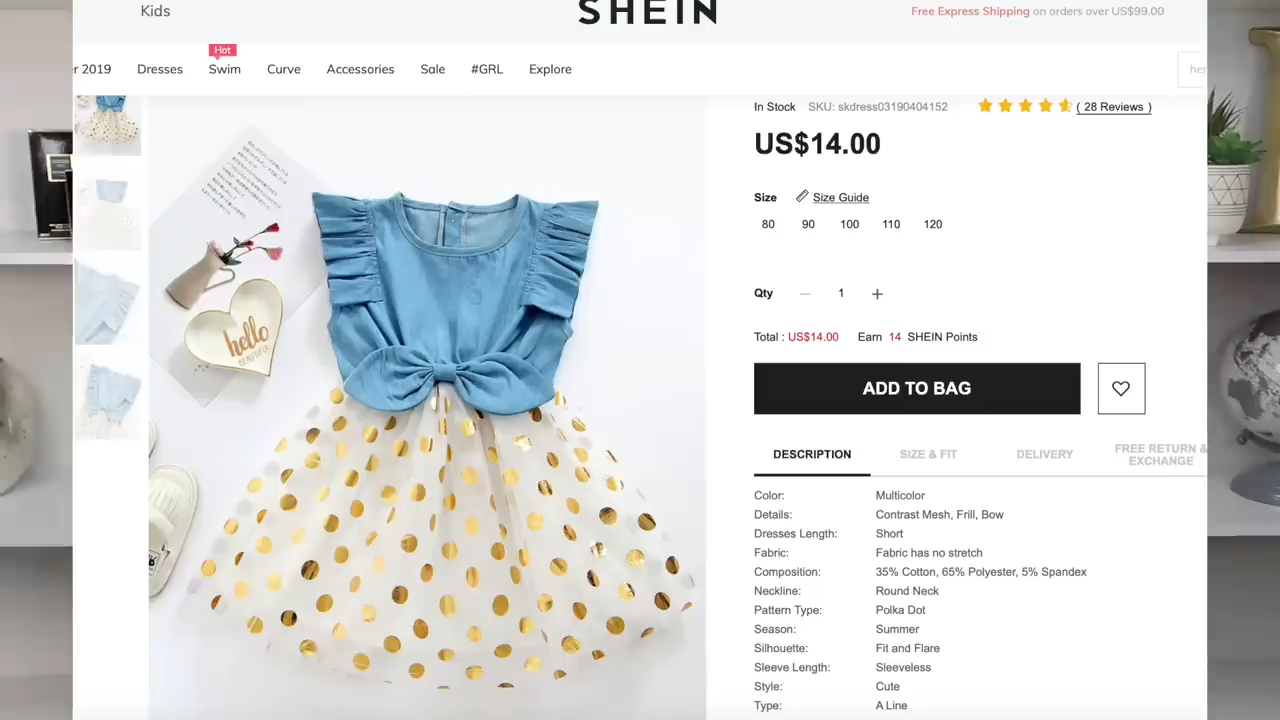 Kids
SHEIN
Free Express Shipping on orders over US$99.00
r 2019
Dresses
Hot
Swim
Curve
Accessories
Sale
#GRL
Explore
her
In Stock
SKU: skdress03190404152
( 28 Reviews )
US$14.00
Size
Size Guide
80 90 100 110 120
Qty
1
Total : US$14.00 Earn 14 SHEIN Points
ADD TO BAG
DESCRIPTION
SIZE & FIT
DELIVERY
FREE RETURN &
EXCHANGE
Color: Multicolor
Details: Contrast Mesh, Frill, Bow
Dresses Length: Short
Fabric: Fabric has no stretch
Composition: 35% Cotton, 65% Polyester, 5% Spandex
Neckline: Round Neck
Pattern Type: Polka Dot
Season: Summer
Silhouette: Fit and Flare
Sleeve Length: Sleeveless
Style: Cute
Type: A Line
hello
BEAUTIFUL